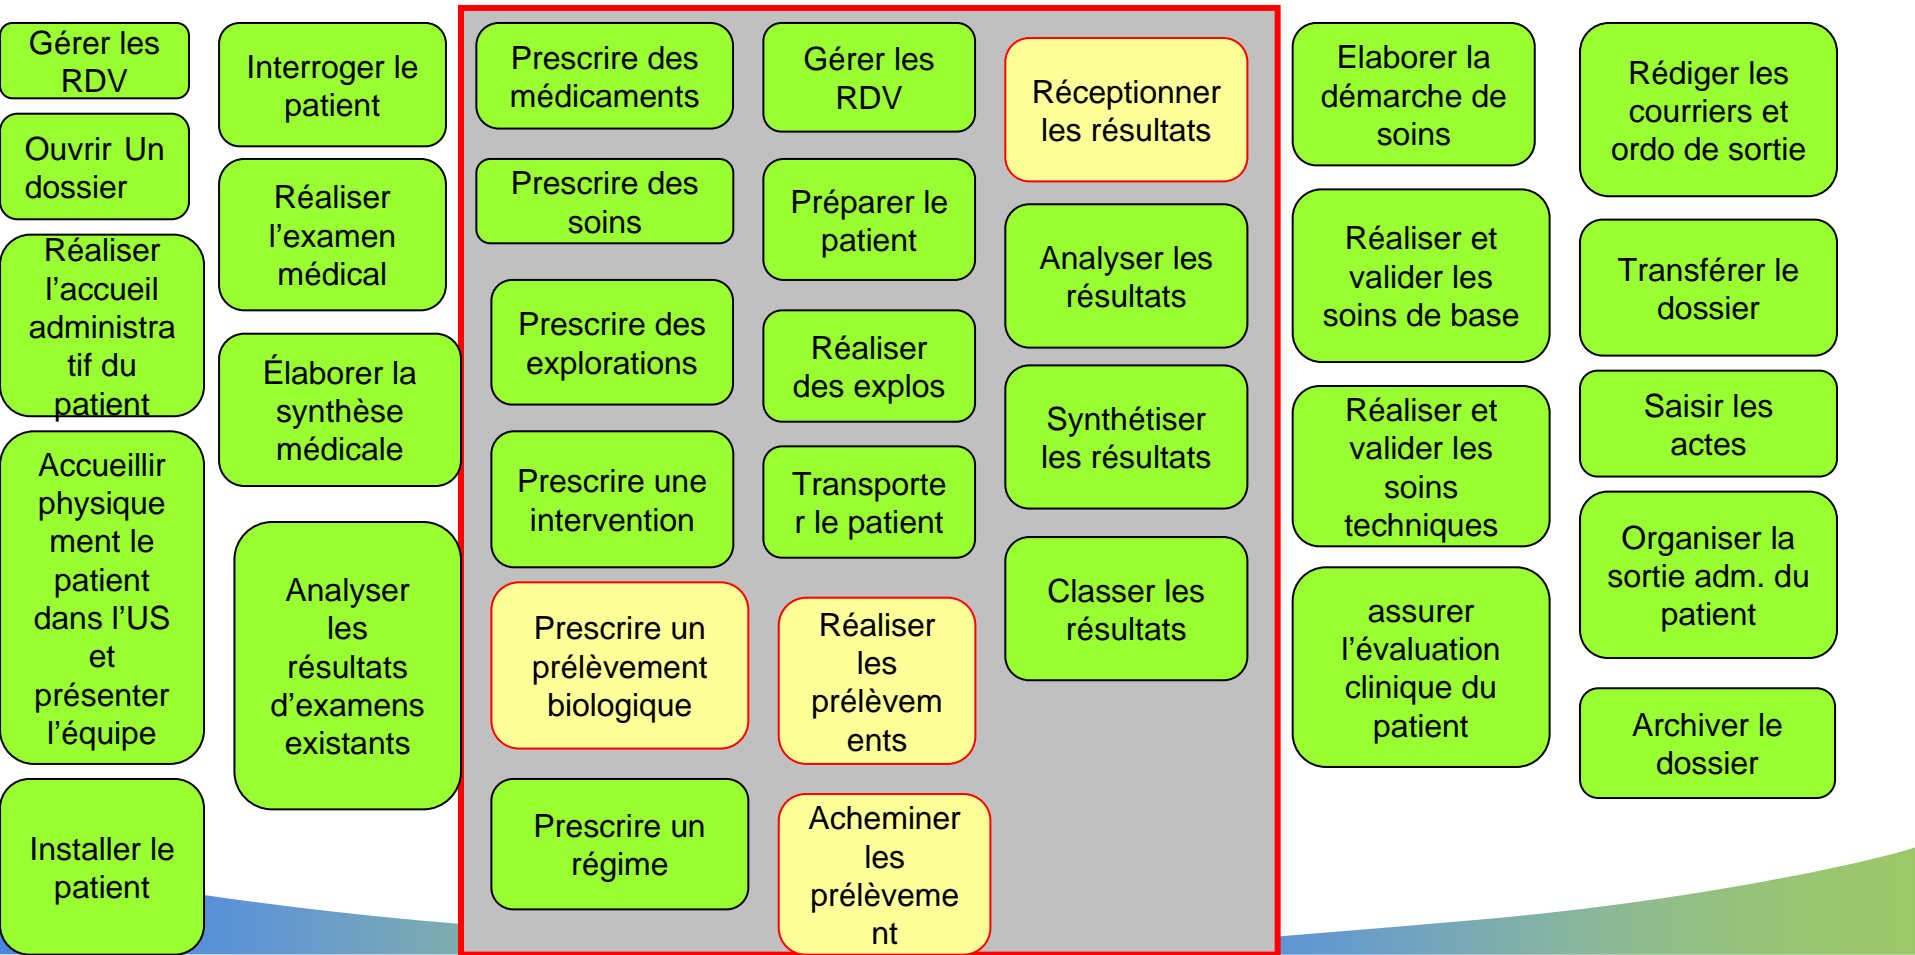 Gérer les
RDV
Ouvrir Un
dossier
Réaliser
l’accueil
administra
tif du
patient
Accueillir
physique
ment le
patient
dans l’US
et
présenter
l’équipe
Installer le
patient
Interroger le
patient
Réaliser
l’examen
médical
Élaborer la
synthèse
médicale
Analyser
les
résultats
d’examens
existants
Prescrire des
médicaments
Prescrire des
soins
Prescrire des
explorations
Prescrire une
intervention
Prescrire un
prélèvement
biologique
Prescrire un
régime
Gérer les
RDV
Préparer le
patient
Réaliser
des explos
Transporte
r le patient
Réaliser
les
prélèvem
ents
Acheminer
les
prélèveme
nt
Réceptionner
les résultats
Analyser les
résultats
Synthétiser
les résultats
Classer les
résultats
Elaborer la
démarche de
soins
Réaliser et
valider les
soins de base
Réaliser et
valider les
soins
techniques
assurer
l’évaluation
clinique du
patient
Rédiger les
courriers et
ordo de sortie
Transférer le
dossier
Saisir les
actes
Organiser la
sortie adm. du
patient
Archiver le
dossier